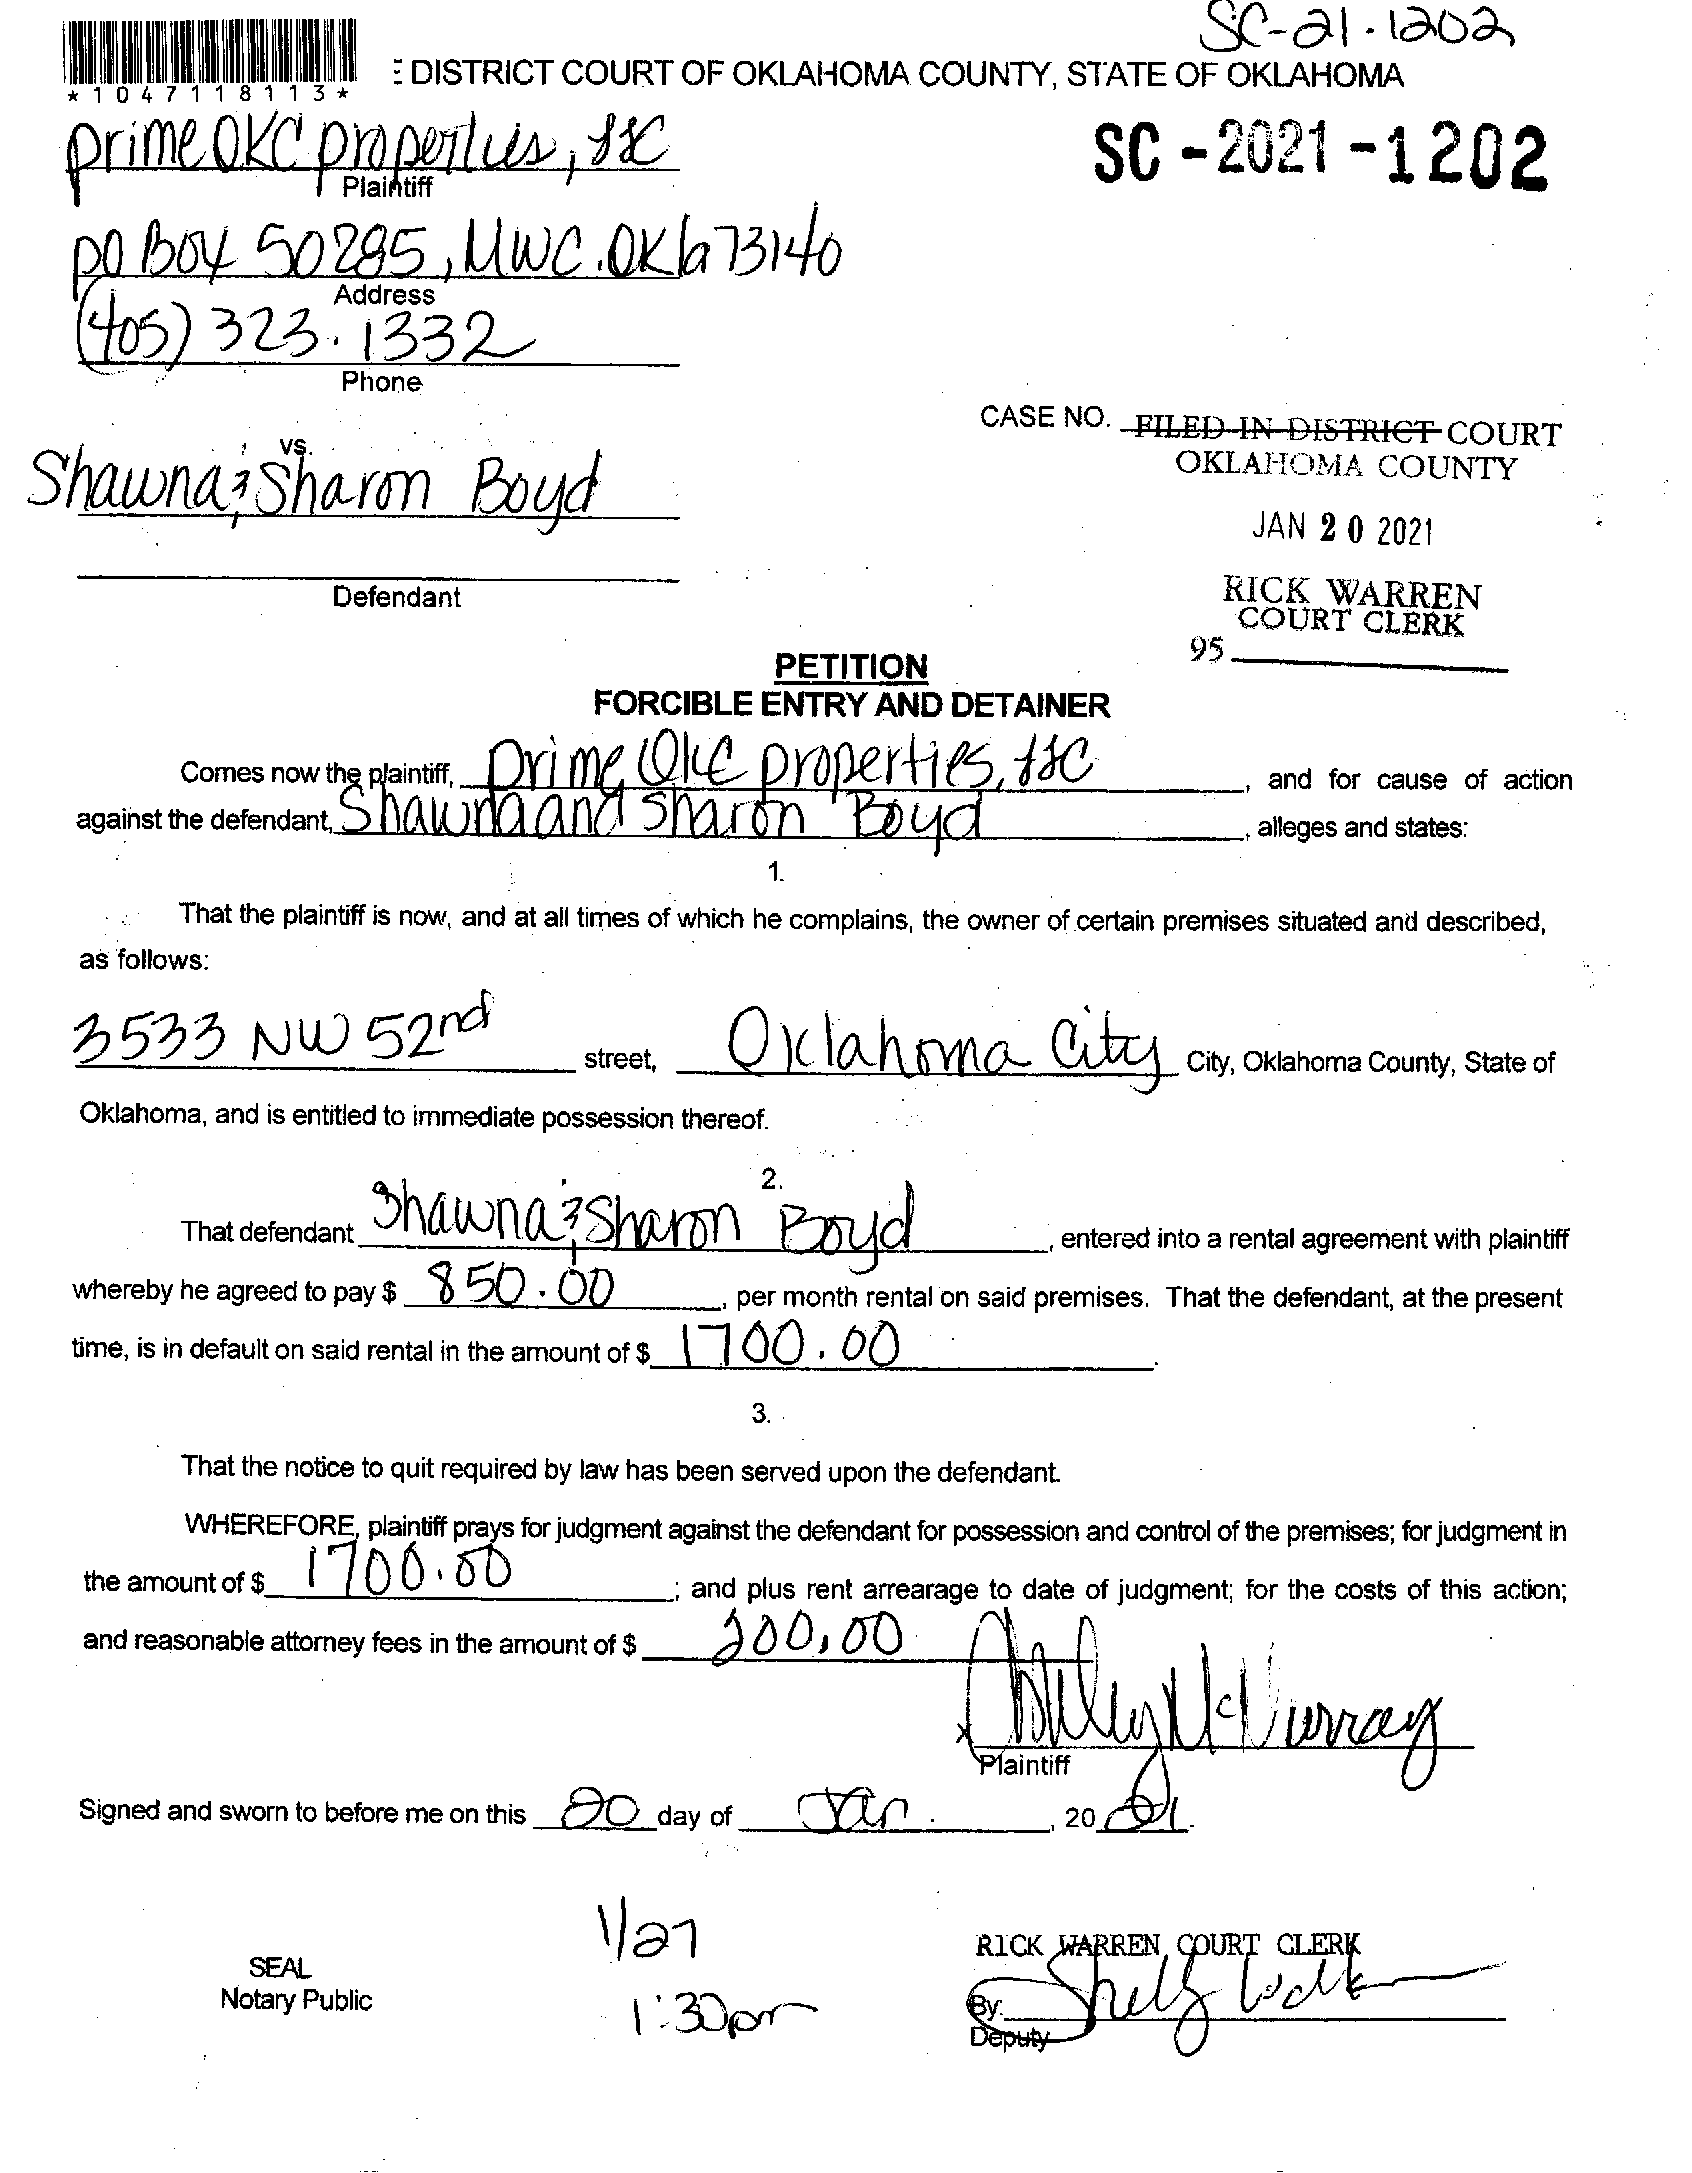 SC-21-1202
*1047118113*
E DISTRICT COURT OF OKLAHOMA COUNTY, STATE OF OKLAHOMA
prime OKC properties, LLC
SC-2021-1202
Plaintiff
PO Box 50285, MWC. Okla 73140
Address
(405) 323.1332
Phone
CASE NO. FILED IN DISTRICT COURT
OKLAHOMA COUNTY
vs.
Shawna & Sharon Boyd
JAN 20 2021
Defendant
RICK WARREN
COURT CLERK
95
PETITION
FORCIBLE ENTRY AND DETAINER
Comes now the plaintiff, Prime OKC properties, LLC, and for cause of action
against the defendant, Shawna and Sharon Boyd, alleges and states:
1.
That the plaintiff is now, and at all times of which he complains, the owner of certain premises situated and described,
as follows:
3533 NW 52nd street, Oklahoma City City, Oklahoma County, State of
Oklahoma, and is entitled to immediate possession thereof.
2.
That defendant Shawna & Sharon Boyd, entered into a rental agreement with plaintiff
whereby he agreed to pay $ 850.00, per month rental on said premises. That the defendant, at the present
time, is in default on said rental in the amount of $ 1700.00.
3.
That the notice to quit required by law has been served upon the defendant.
WHEREFORE, plaintiff prays for judgment against the defendant for possession and control of the premises; for judgment in
the amount of $ 1700.00; and plus rent arrearage to date of judgment; for the costs of this action;
and reasonable attorney fees in the amount of $ 200.00
x McMurray
Plaintiff
Signed and sworn to before me on this 20 day of Jan., 2021.
1/27
1:30pm
SEAL
Notary Public
RICK WARREN, COURT CLERK
By:
Deputy